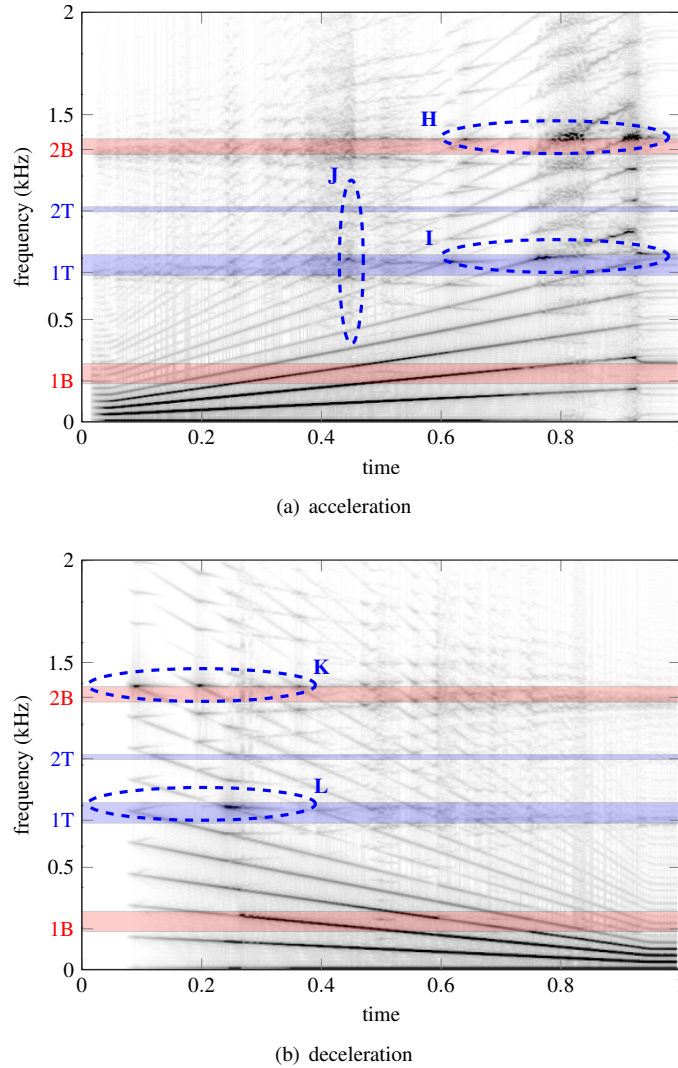 2
1.5
H
2B
J
frequency (kHz)
2T
I
1T
0.5
1B
0
0 0.2 0.4 0.6 0.8 1
time
(a) acceleration
2
K
1.5
2B
frequency (kHz)
2T
L
1T
0.5
1B
0
0 0.2 0.4 0.6 0.8 1
time
(b) deceleration